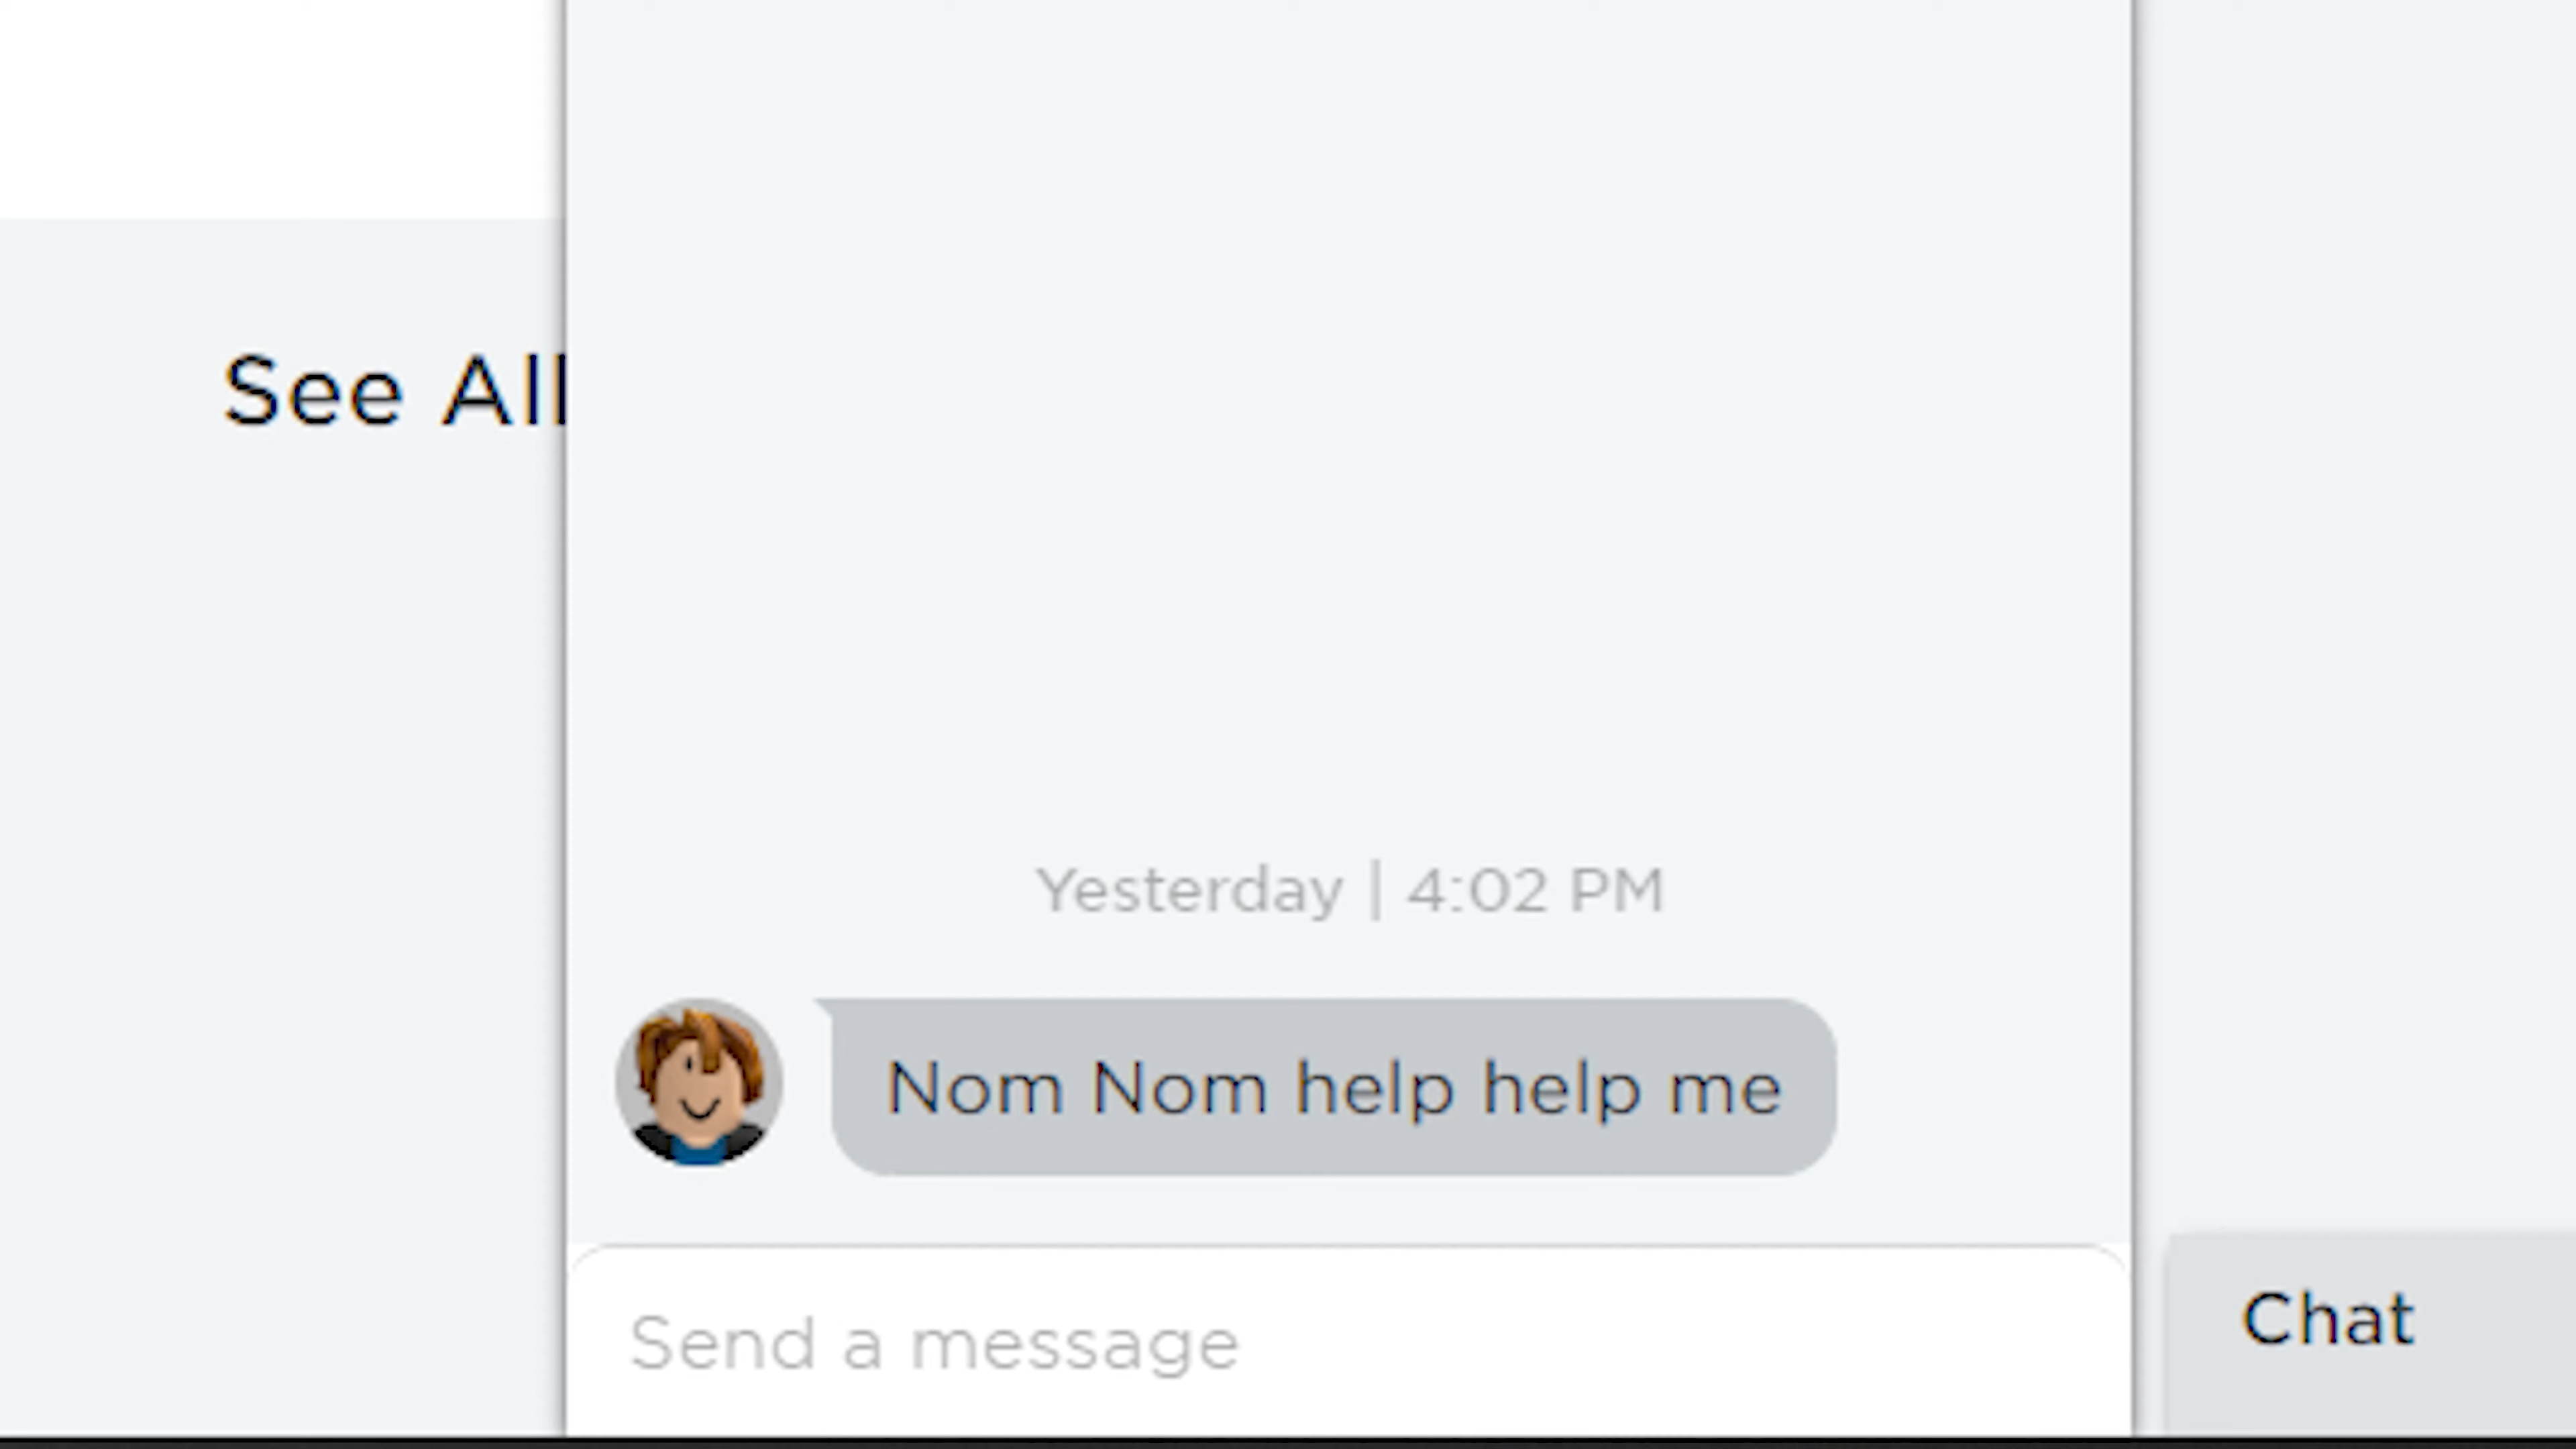 See All
Yesterday | 4:02 PM
Nom Nom help help me
Send a message
Chat